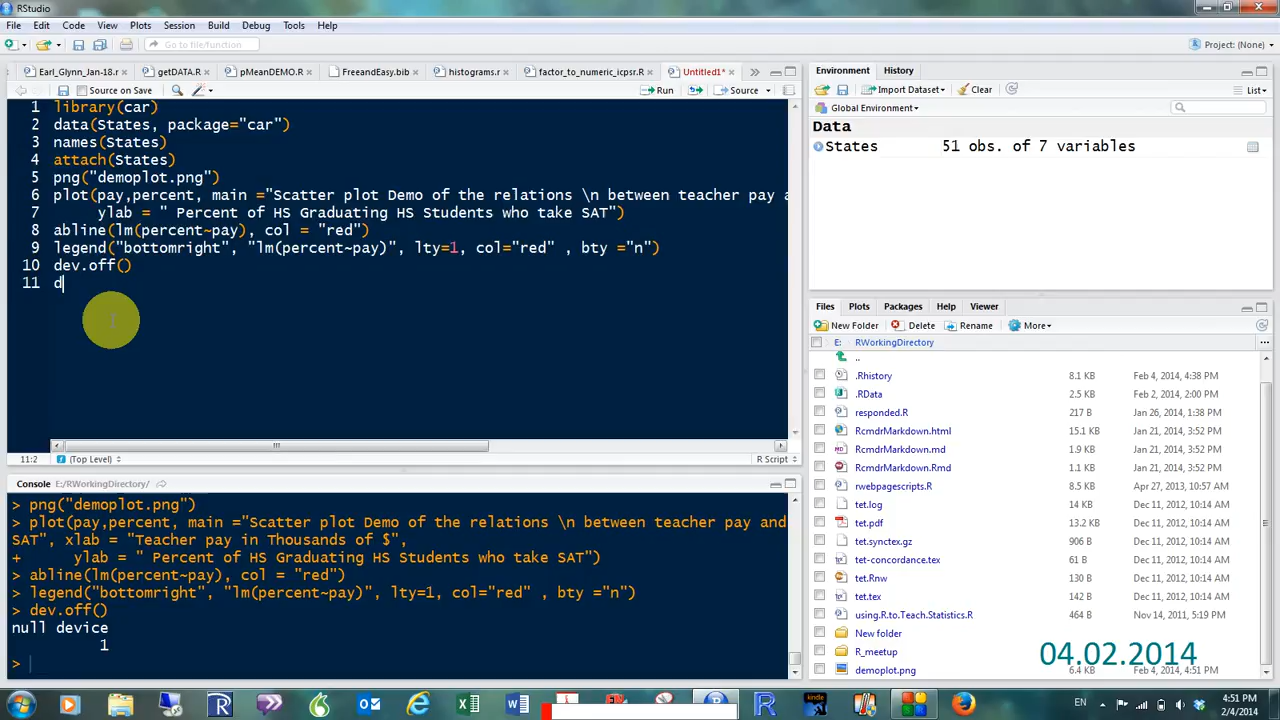 RStudio
File Edit Code View Plots Session Build Debug Tools Help
Go to file/function Project: (None)
Earl_Glynn_Jan-18.r getDATA.R pMeanDEMO.R FreeandEasy.bib histograms.r factor_to_numeric_icpsr.R Untitled1*
Source on Save Run Source
1 library(car)
2 data(States, package="car")
3 names(States)
4 attach(States)
5 png("demoplot.png")
6 plot(pay,percent, main ="Scatter plot Demo of the relations \n between teacher pay a
7 ylab = " Percent of HS Graduating HS Students who take SAT")
8 abline(lm(percent~pay), col = "red")
9 legend("bottomright", "lm(percent~pay)", lty=1, col="red" , bty ="n")
10 dev.off()
11 d
11:2 (Top Level) R Script
Console E:/RWorkingDirectory/
> png("demoplot.png")
> plot(pay,percent, main ="Scatter plot Demo of the relations \n between teacher pay and
SAT", xlab = "Teacher pay in Thousands of $",
+ ylab = " Percent of HS Graduating HS Students who take SAT")
> abline(lm(percent~pay), col = "red")
> legend("bottomright", "lm(percent~pay)", lty=1, col="red" , bty ="n")
> dev.off()
null device
1
>
Environment History
Import Dataset Clear List
Global Environment
Data
States 51 obs. of 7 variables
Files Plots Packages Help Viewer
New Folder Delete Rename More
E: RWorkingDirectory
..
.Rhistory 8.1 KB Feb 4, 2014, 4:38 PM
.RData 2.5 KB Feb 2, 2014, 2:00 PM
responded.R 217 B Jan 26, 2014, 1:38 PM
RcmdrMarkdown.html 15.1 KB Jan 21, 2014, 3:12 PM
RcmdrMarkdown.md 1.9 KB Jan 21, 2014, 3:12 PM
RcmdrMarkdown.Rmd 1.1 KB Jan 21, 2014, 3:12 PM
rwebpagescripts.R 8.5 KB Apr 27, 2013, 10:57 AM
tet.log 14 KB Dec 11, 2012, 10:14 AM
tet.pdf 13.2 KB Dec 11, 2012, 10:14 AM
tet.synctex.gz 906 B Dec 11, 2012, 10:14 AM
tet-concordance.tex 61 B Dec 11, 2012, 10:14 AM
tet.Rnw 130 B Dec 11, 2012, 10:14 AM
tet.tex 142 B Dec 11, 2012, 10:14 AM
using.R.to.Teach.Statistics.R 464 B Nov 14, 2011, 5:19 PM
New folder
R_meetup
demoplot.png 7.4 KB Feb 4, 2014, 4:51 PM
04.02.2014
EN 4:51 PM
2/4/2014